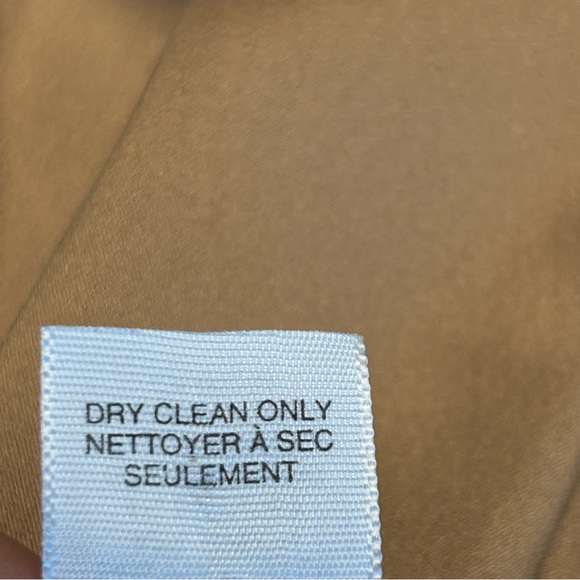 DRY CLEAN ONLY
NETTOYER À SEC
SEULEMENT